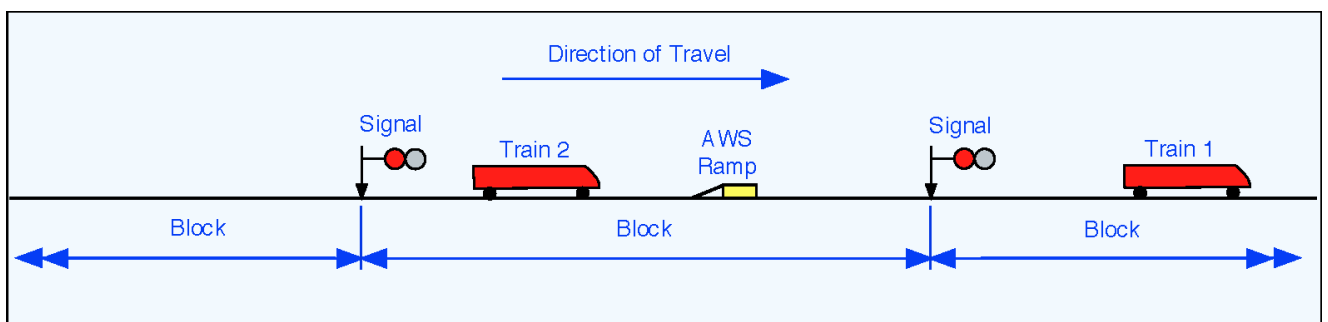 Direction of Travel
Signal
Train 2
AWS
Ramp
Signal
Train 1
Block
Block
Block